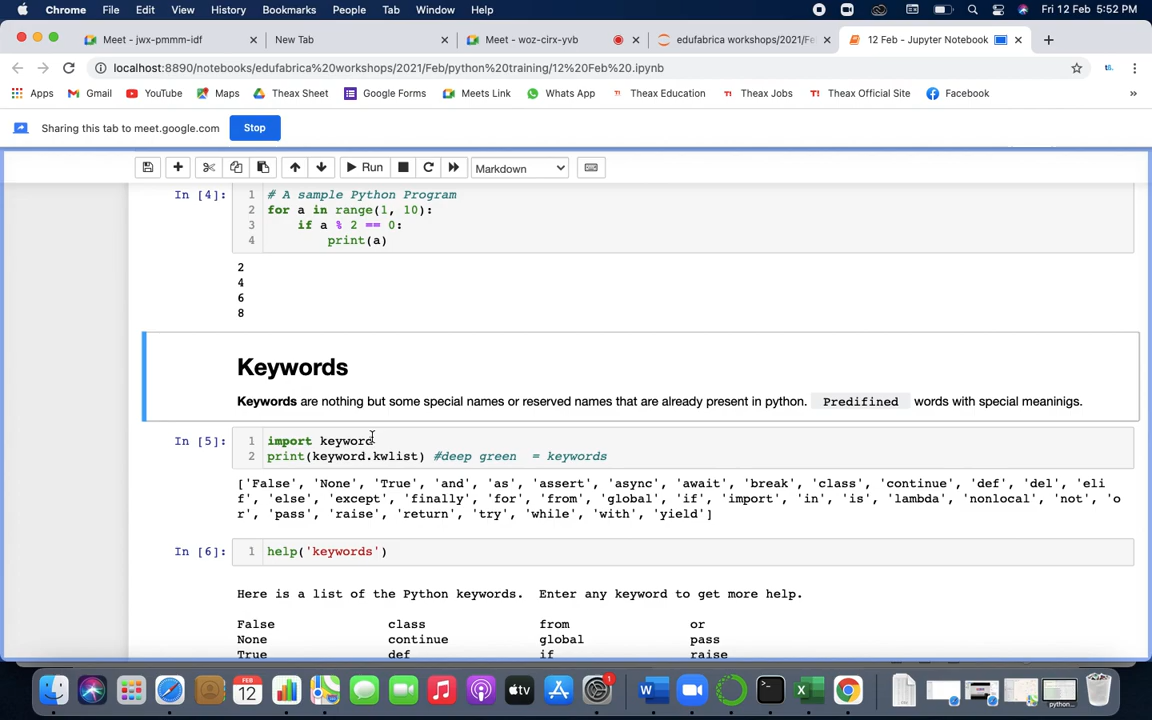 Chrome File Edit View History Bookmarks People Tab Window Help Fri 12 Feb 5:52 PM
Meet - jwx-pmmm-idf New Tab Meet - woz-cirx-yvb edufabrica workshops/2021/Fe 12 Feb - Jupyter Notebook
localhost:8890/notebooks/edufabrica%20workshops/2021/Feb/python%20training/12%20Feb%20.ipynb
Apps Gmail YouTube Maps Theax Sheet Google Forms Meets Link Whats App Theax Education Theax Jobs Theax Official Site Facebook »
Sharing this tab to meet.google.com Stop
Run Markdown
In [4]: 1 # A sample Python Program
2 for a in range(1, 10):
3 if a % 2 == 0:
4 print(a)
2
4
6
8
Keywords
Keywords are nothing but some special names or reserved names that are already present in python. Predifined words with special meaninigs.
In [5]: 1 import keyword
2 print(keyword.kwlist) #deep green = keywords
['False', 'None', 'True', 'and', 'as', 'assert', 'async', 'await', 'break', 'class', 'continue', 'def', 'del', 'eli
f', 'else', 'except', 'finally', 'for', 'from', 'global', 'if', 'import', 'in', 'is', 'lambda', 'nonlocal', 'not', 'o
r', 'pass', 'raise', 'return', 'try', 'while', 'with', 'yield']
In [6]: 1 help('keywords')
Here is a list of the Python keywords. Enter any keyword to get more help.
False class from or
None continue global pass
True def if raise
FEB
12 tv 1 python...